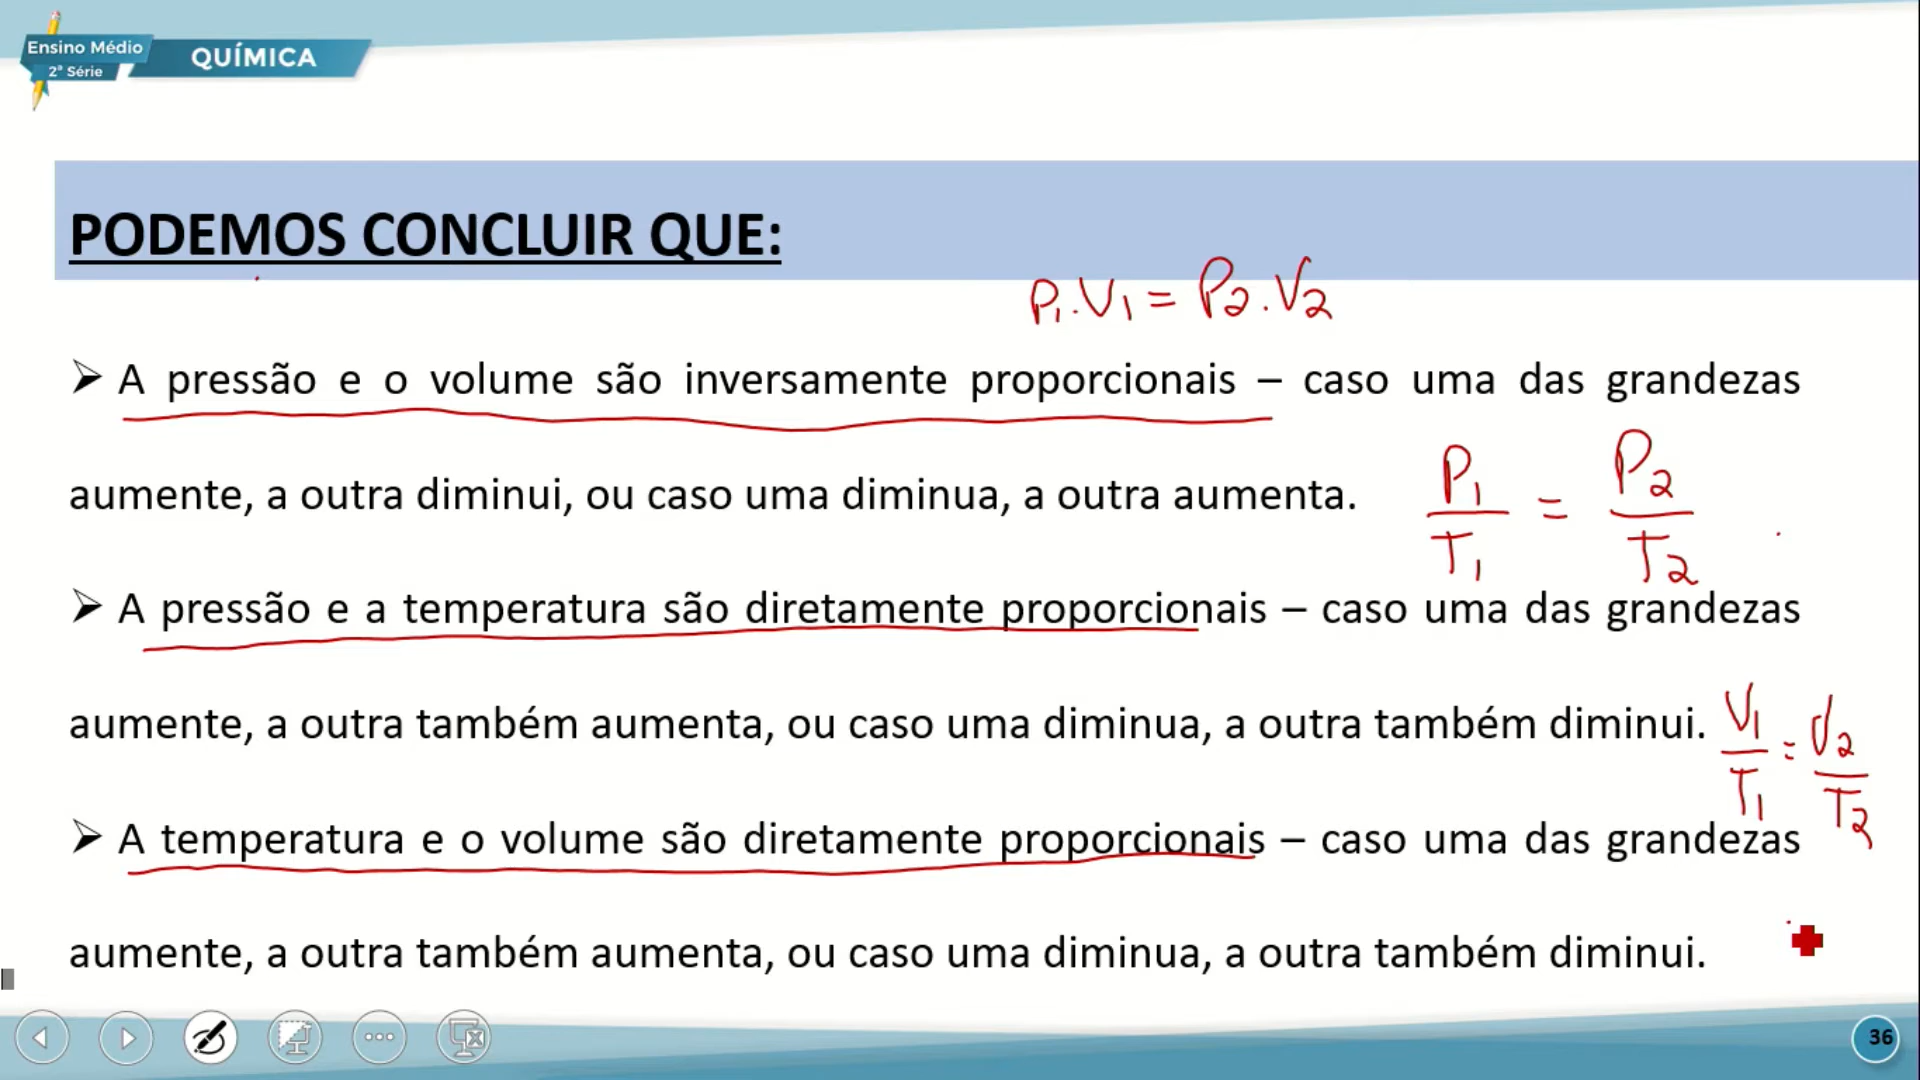 Ensino Médio
2ª Série
QUÍMICA
PODEMOS CONCLUIR QUE:
P1.V1 = P2.V2
➢ A pressão e o volume são inversamente proporcionais – caso uma das grandezas
aumente, a outra diminui, ou caso uma diminua, a outra aumenta.
P1/T1 = P2/T2
➢ A pressão e a temperatura são diretamente proporcionais – caso uma das grandezas
aumente, a outra também aumenta, ou caso uma diminua, a outra também diminui.
V1/T1 = V2/T2
➢ A temperatura e o volume são diretamente proporcionais – caso uma das grandezas
aumente, a outra também aumenta, ou caso uma diminua, a outra também diminui.
36